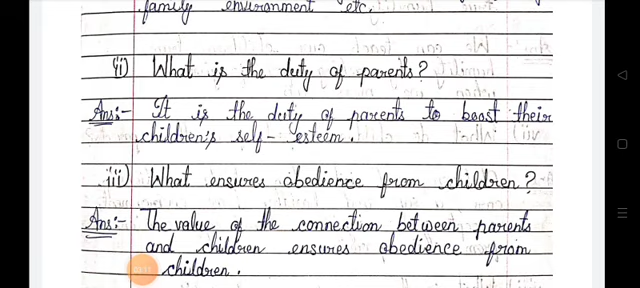 family environment etc.
ii) What is the duty of parents?
Ans:- It is the duty of parents to boost their
children's self-esteem.
iii) What ensures obedience from children?
Ans:- The value of the connection between parents
and children ensures obedience from
children.